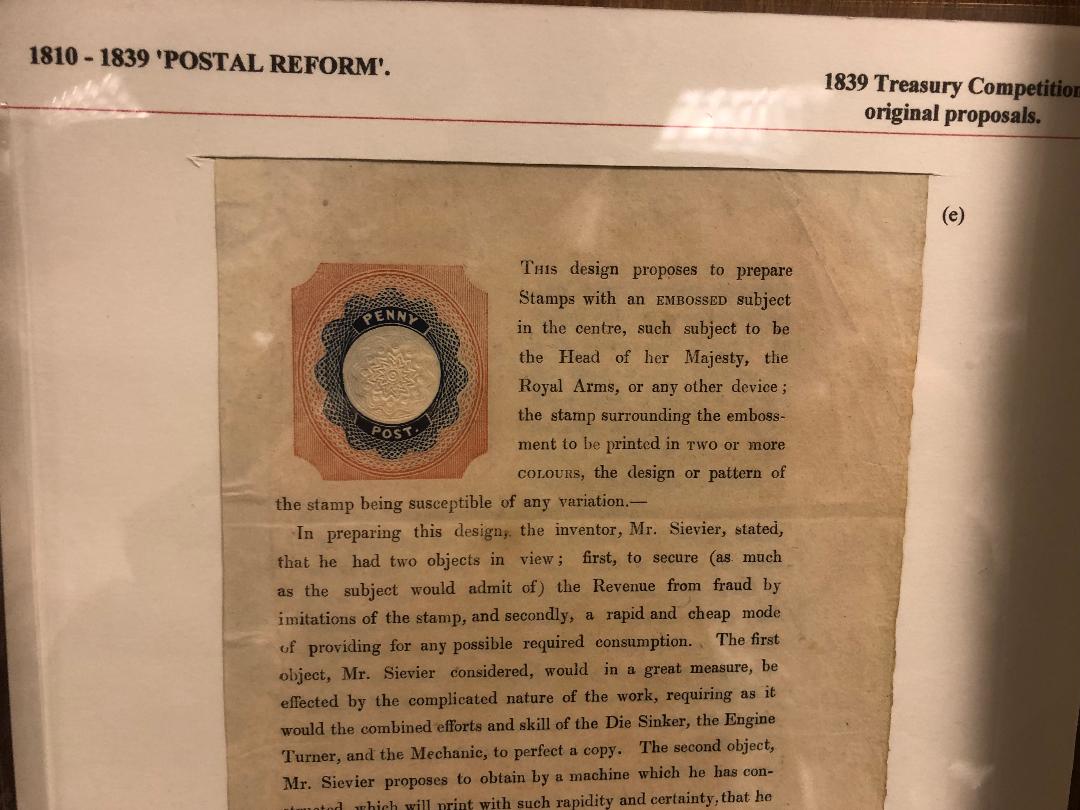 1810 - 1839 'POSTAL REFORM'.
1839 Treasury Competition
original proposals.
(e)
PENNY
POST.
THIS design proposes to prepare
Stamps with an EMBOSSED subject
in the centre, such subject to be
the Head of her Majesty, the
Royal Arms, or any other device;
the stamp surrounding the emboss-
ment to be printed in TWO or more
COLOURS, the design or pattern of
the stamp being susceptible of any variation.—
In preparing this design, the inventor, Mr. Sievier, stated,
that he had two objects in view; first, to secure (as much
as the subject would admit of) the Revenue from fraud by
imitations of the stamp, and secondly, a rapid and cheap mode
of providing for any possible required consumption. The first
object, Mr. Sievier considered, would in a great measure, be
effected by the complicated nature of the work, requiring as it
would the combined efforts and skill of the Die Sinker, the Engine
Turner, and the Mechanic, to perfect a copy. The second object,
Mr. Sievier proposes to obtain by a machine which he has con-
structed, which will print with such rapidity and certainty, that he